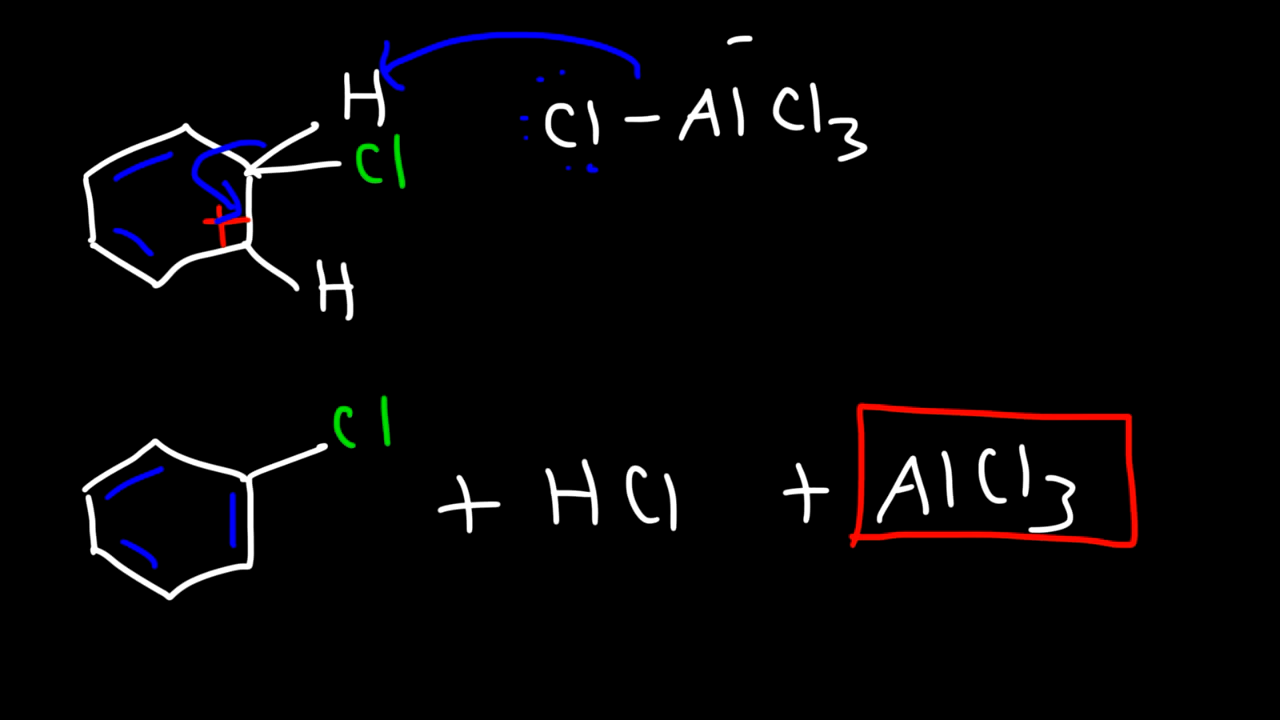 H Cl Cl – AlCl₃ ⁻
+
H
Cl
+ HCl + AlCl₃